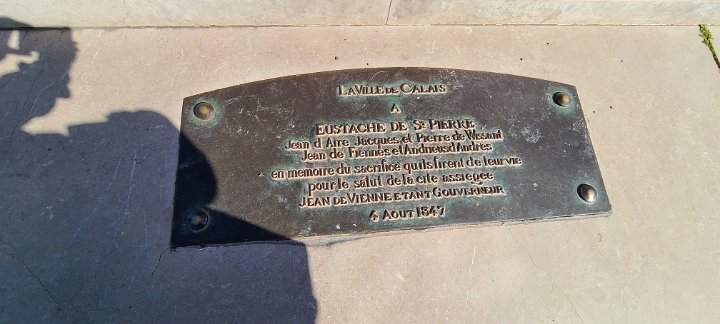 LA VILLE DE CALAIS
A
EUSTACHE DE St PIERRE
Jean d Aire Jacques, et Pierre de Wissant
Jean de Fiennes et Andrieus d'Andres
en memoire du sacrifice qu'ils firent de leur vie
pour le salut de la cite assiegee
JEAN DE VIENNE ETANT GOUVERNEUR
4 AOUT 1347